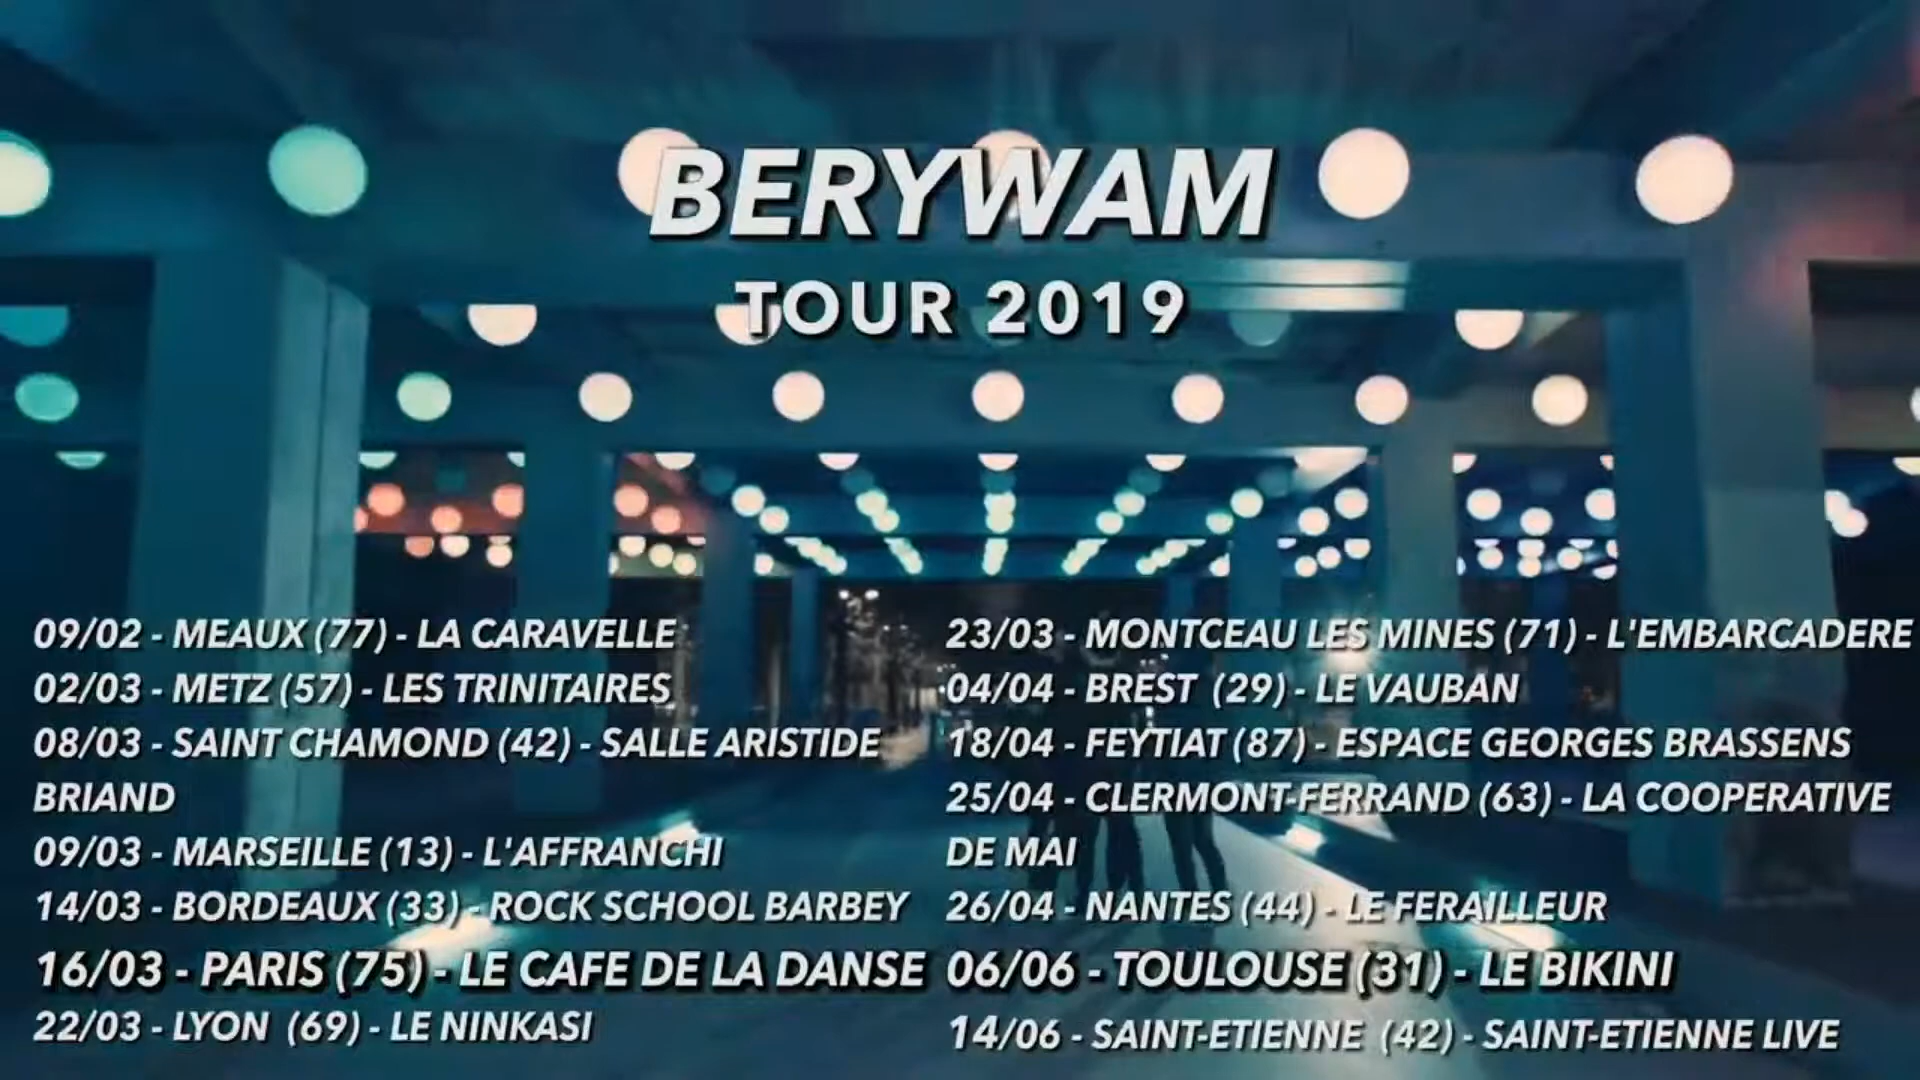 BERYWAM
TOUR 2019
09/02 - MEAUX (77) - LA CARAVELLE
02/03 - METZ (57) - LES TRINITAIRES
08/03 - SAINT CHAMOND (42) - SALLE ARISTIDE
BRIAND
09/03 - MARSEILLE (13) - L'AFFRANCHI
14/03 - BORDEAUX (33) - ROCK SCHOOL BARBEY
16/03 - PARIS (75) - LE CAFE DE LA DANSE
22/03 - LYON (69) - LE NINKASI
23/03 - MONTCEAU LES MINES (71) - L'EMBARCADERE
04/04 - BREST (29) - LE VAUBAN
18/04 - FEYTIAT (87) - ESPACE GEORGES BRASSENS
25/04 - CLERMONT-FERRAND (63) - LA COOPERATIVE
DE MAI
26/04 - NANTES (44) - LE FERAILLEUR
06/06 - TOULOUSE (31) - LE BIKINI
14/06 - SAINT-ETIENNE (42) - SAINT-ETIENNE LIVE